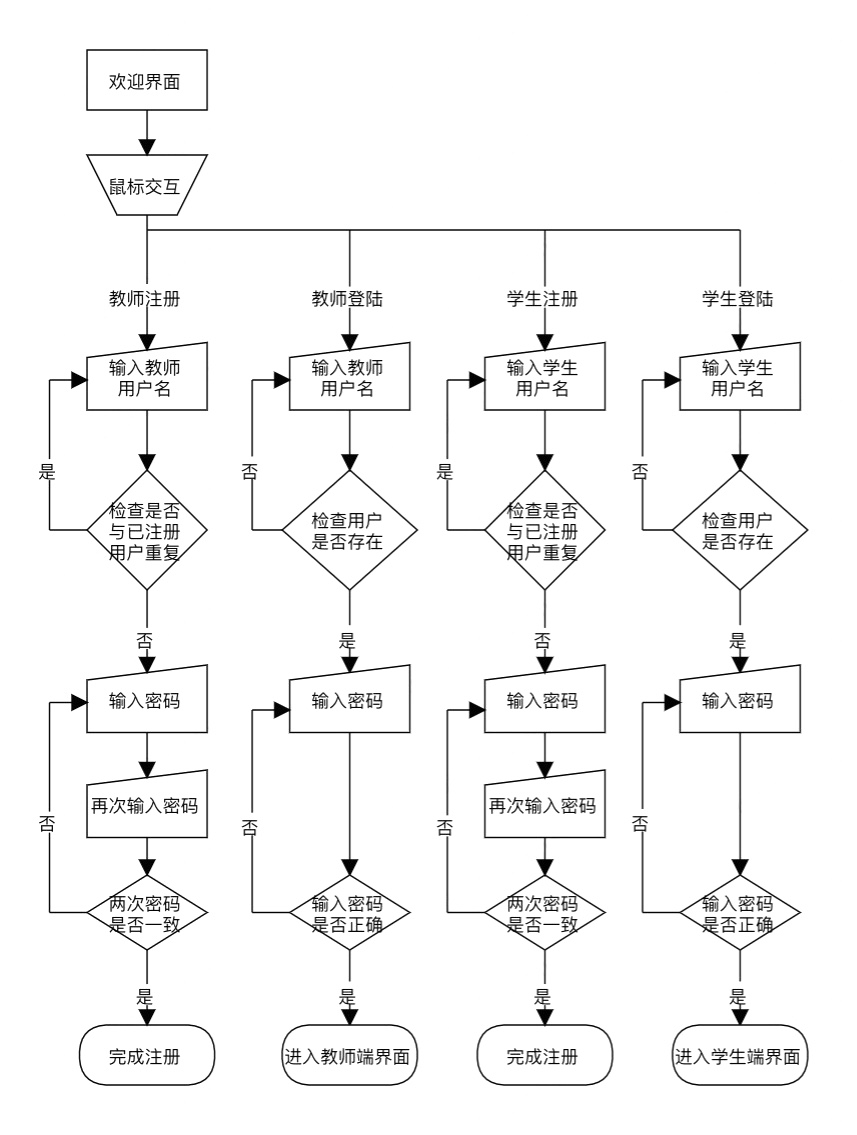 欢迎界面
鼠标交互
教师注册
教师登陆
学生注册
学生登陆
输入教师
用户名
输入教师
用户名
输入学生
用户名
输入学生
用户名
是
否
是
否
检查是否
与已注册
用户重复
检查用户
是否存在
检查是否
与已注册
用户重复
检查用户
是否存在
否
是
否
是
输入密码
输入密码
输入密码
输入密码
再次输入密码
再次输入密码
否
否
否
否
两次密码
是否一致
输入密码
是否正确
两次密码
是否一致
输入密码
是否正确
是
是
是
是
完成注册
进入教师端界面
完成注册
进入学生端界面